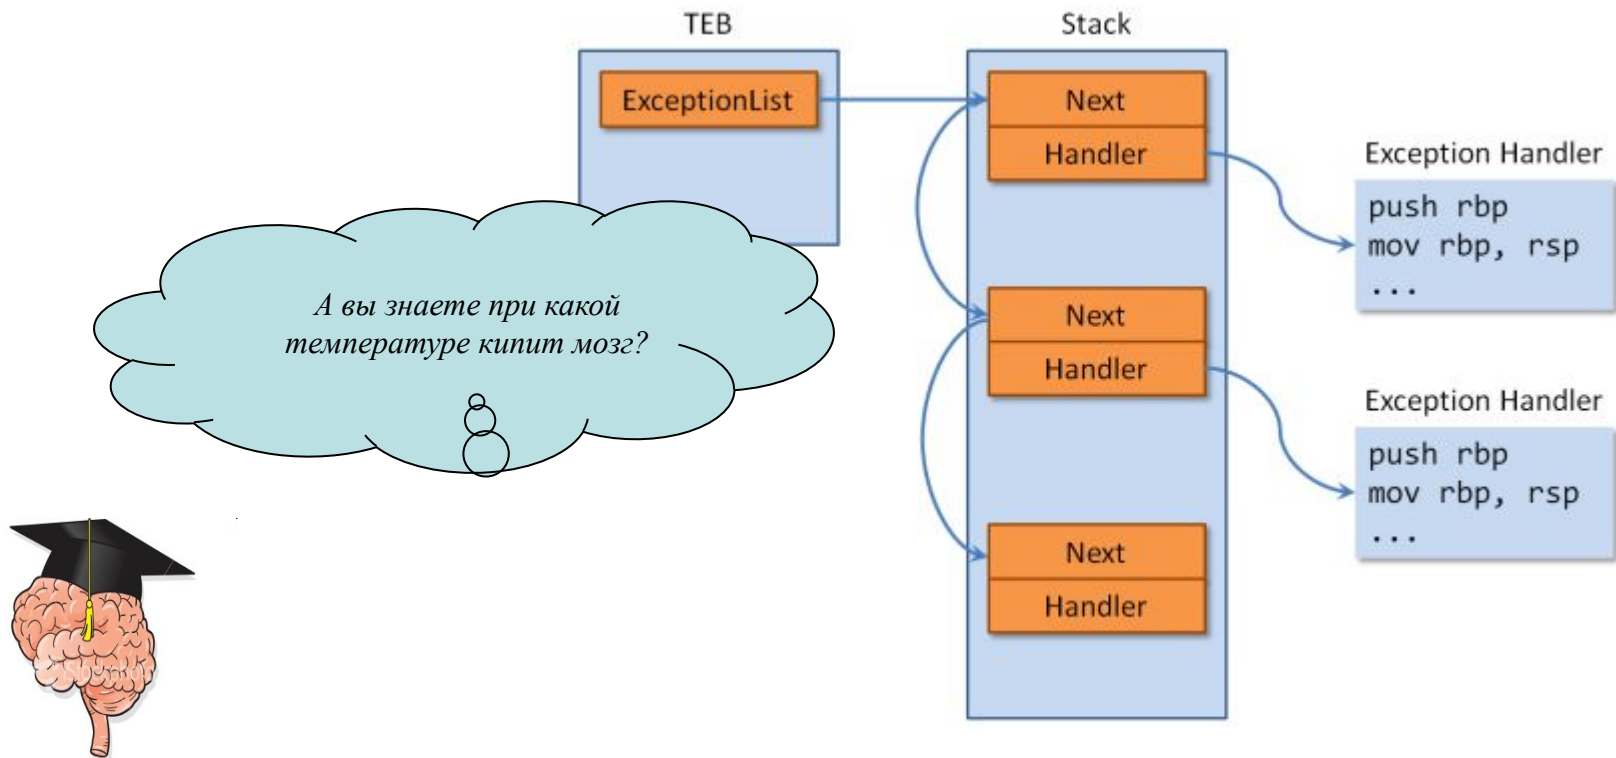 TEB
Stack
ExceptionList
Next
Handler
Exception Handler
push rbp
mov rbp, rsp
...
А вы знаете при какой
температуре кипит мозг?
Next
Handler
Exception Handler
push rbp
mov rbp, rsp
...
Next
Handler